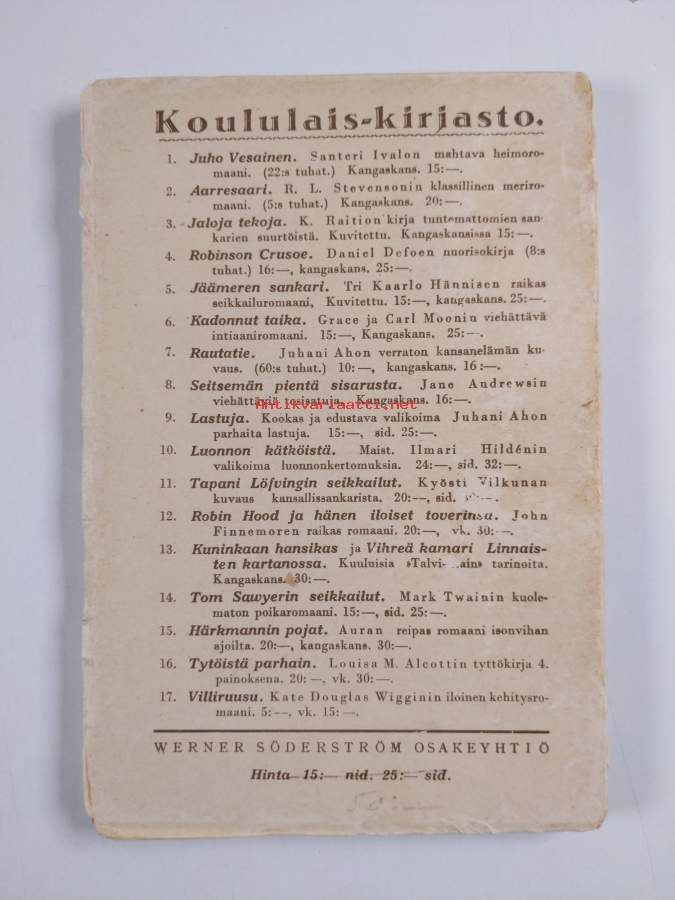 Koululais-kirjasto.
1. Juho Vesainen. Santeri Ivalon mahtava heimoro-
maani. (22:s tuhat.) Kangaskans. 15:—.
2. Aarresaari. R. L. Stevensonin klassillinen meriro-
maani. (5:s tuhat.) Kangaskans. 20:—.
3. Jaloja tekoja. K. Raition kirja tuntemattomien san-
karien suurtöistä. Kuvitettu. Kangaskansissa 15:—.
4. Robinson Crusoe. Daniel Defoen nuorisokirja (8:s
tuhat.) 16:—, kangaskans. 25:—.
5. Jäämeren sankari. Tri Kaarlo Hännisen raikas
seikkailuromaani, Kuvitettu. 15:—, kangaskans. 25:—.
6. Kadonnut taika. Grace ja Carl Moonin viehättävä
intiaaniromaani. 15:—, Kangaskans. 25:—.
7. Rautatie. Juhani Ahon verraton kansanelämän ku-
vaus. (60:s tuhat.) 10:—, kangaskans. 16:—.
8. Seitsemän pientä sisarusta. Jane Andrewsin
viehättäviä tosisatuja. Kangaskans. 16:—.
Antikvariaatti.net
9. Lastuja. Kookas ja edustava valikoima Juhani Ahon
parhaita lastuja. 15:—, sid. 25:—.
10. Luonnon kätköistä. Maist. Ilmari Hildénin
valikoima luonnonkertomuksia. 24:—, sid. 32:—.
11. Tapani Löfvingin seikkailut. Kyösti Vilkunan
kuvaus kansallissankarista. 20:—, sid.
12. Robin Hood ja hänen iloiset toverinsa. John
Finnemoren raikas romaani. 20:—, vk. 30:—.
13. Kuninkaan hansikas ja Vihreä kamari Linnais-
ten kartanossa. Kuuluisia tarinoita.
Kangaskans. 30:—.
14. Tom Sawyerin seikkailut. Mark Twainin kuole-
maton poikaromaani. 15:—, sid. 25:—.
15. Härkmannin pojat. Auran reipas romaani isonvihan
ajoilta. 20:—, kangaskans. 30:—.
16. Tytöistä parhain. Louisa M. Alcottin tyttökirja 4.
painoksena. 20:—, vk. 30:—.
17. Villiruusu. Kate Douglas Wigginin iloinen kehitysro-
maani. 5:—, vk. 15:—.
WERNER SÖDERSTRÖM OSAKEYHTIÖ
Hinta 15:— nid. 25:— sid.
50:—